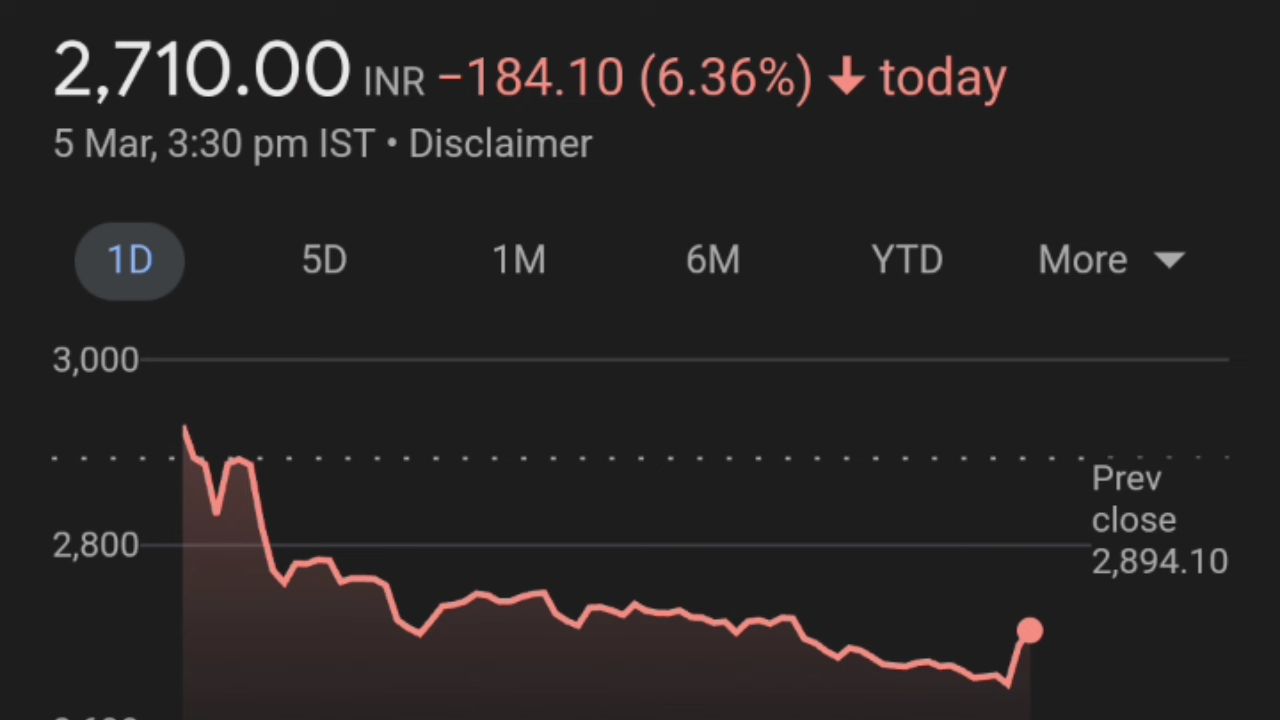 2,710.00 INR −184.10 (6.36%) ↓ today
5 Mar, 3:30 pm IST • Disclaimer
1D 5D 1M 6M YTD More
3,000
Prev
close
2,800
2,894.10